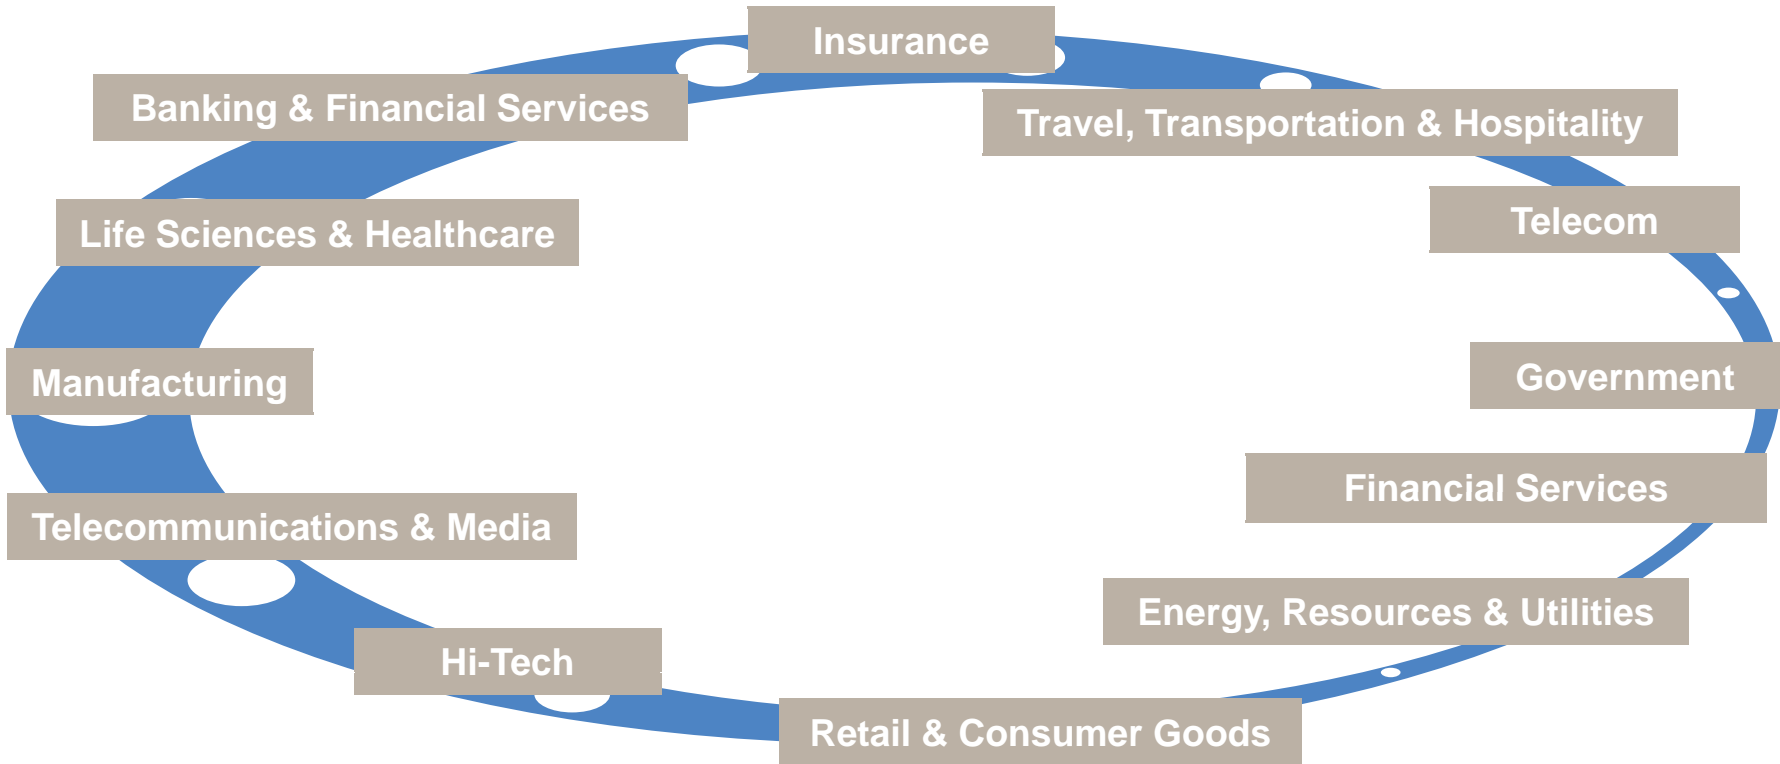 Insurance
Banking & Financial Services
Travel, Transportation & Hospitality
Life Sciences & Healthcare
Telecom
Manufacturing
Government
Financial Services
Telecommunications & Media
Energy, Resources & Utilities
Hi-Tech
Retail & Consumer Goods